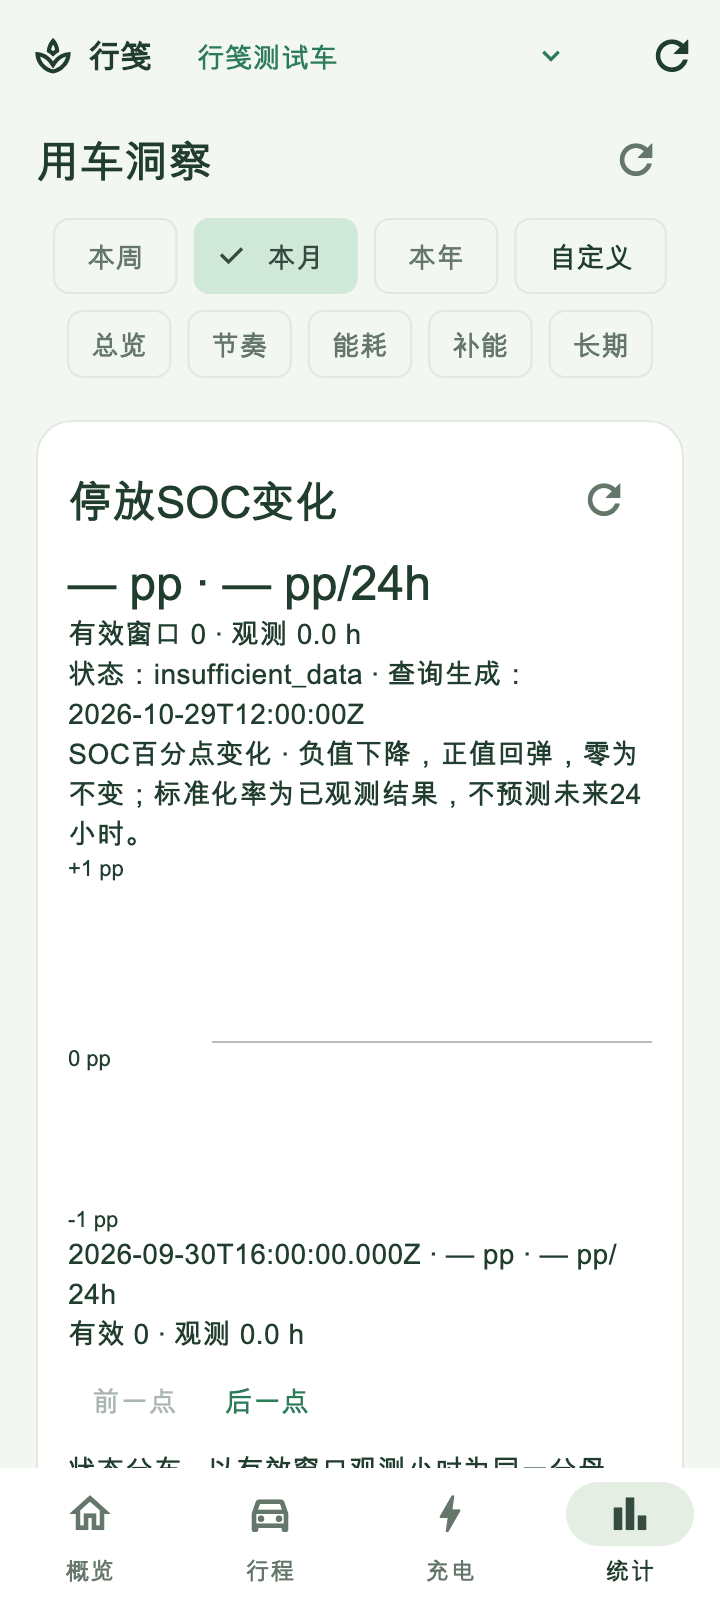 行笺 行笺测试车
用车洞察
本周 本月 本年 自定义
总览 节奏 能耗 补能 长期
停放SOC变化
— pp · — pp/24h
有效窗口 0 · 观测 0.0 h
状态：insufficient_data · 查询生成：
2026-10-29T12:00:00Z
SOC百分点变化 · 负值下降，正值回弹，零为
不变；标准化率为已观测结果，不预测未来24
小时。
+1 pp
0 pp
-1 pp
2026-09-30T16:00:00.000Z · — pp · — pp/
24h
有效 0 · 观测 0.0 h
前一点 后一点
概览 行程 充电 统计